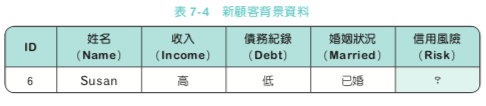 表 7-4 新顧客背景資料
ID 姓名 收入 債務紀錄 婚姻狀況 信用風險
(Name) (Income) (Debt) (Married) (Risk)
6 Susan 高 低 已婚 ?